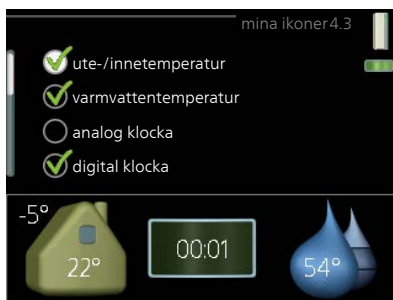 mina ikoner 4.3
ute-/innetemperatur
varmvattentemperatur
analog klocka
digital klocka
-5°
22°
00:01
54°